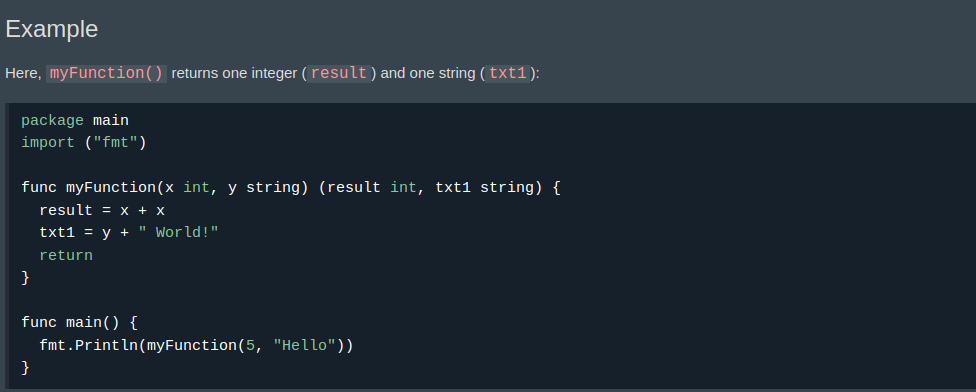 Example
Here, myFunction() returns one integer (result) and one string (txt1):
package main
import ("fmt")
func myFunction(x int, y string) (result int, txt1 string) {
  result = x + x
  txt1 = y + " World!"
  return
}
func main() {
  fmt.Println(myFunction(5, "Hello"))
}